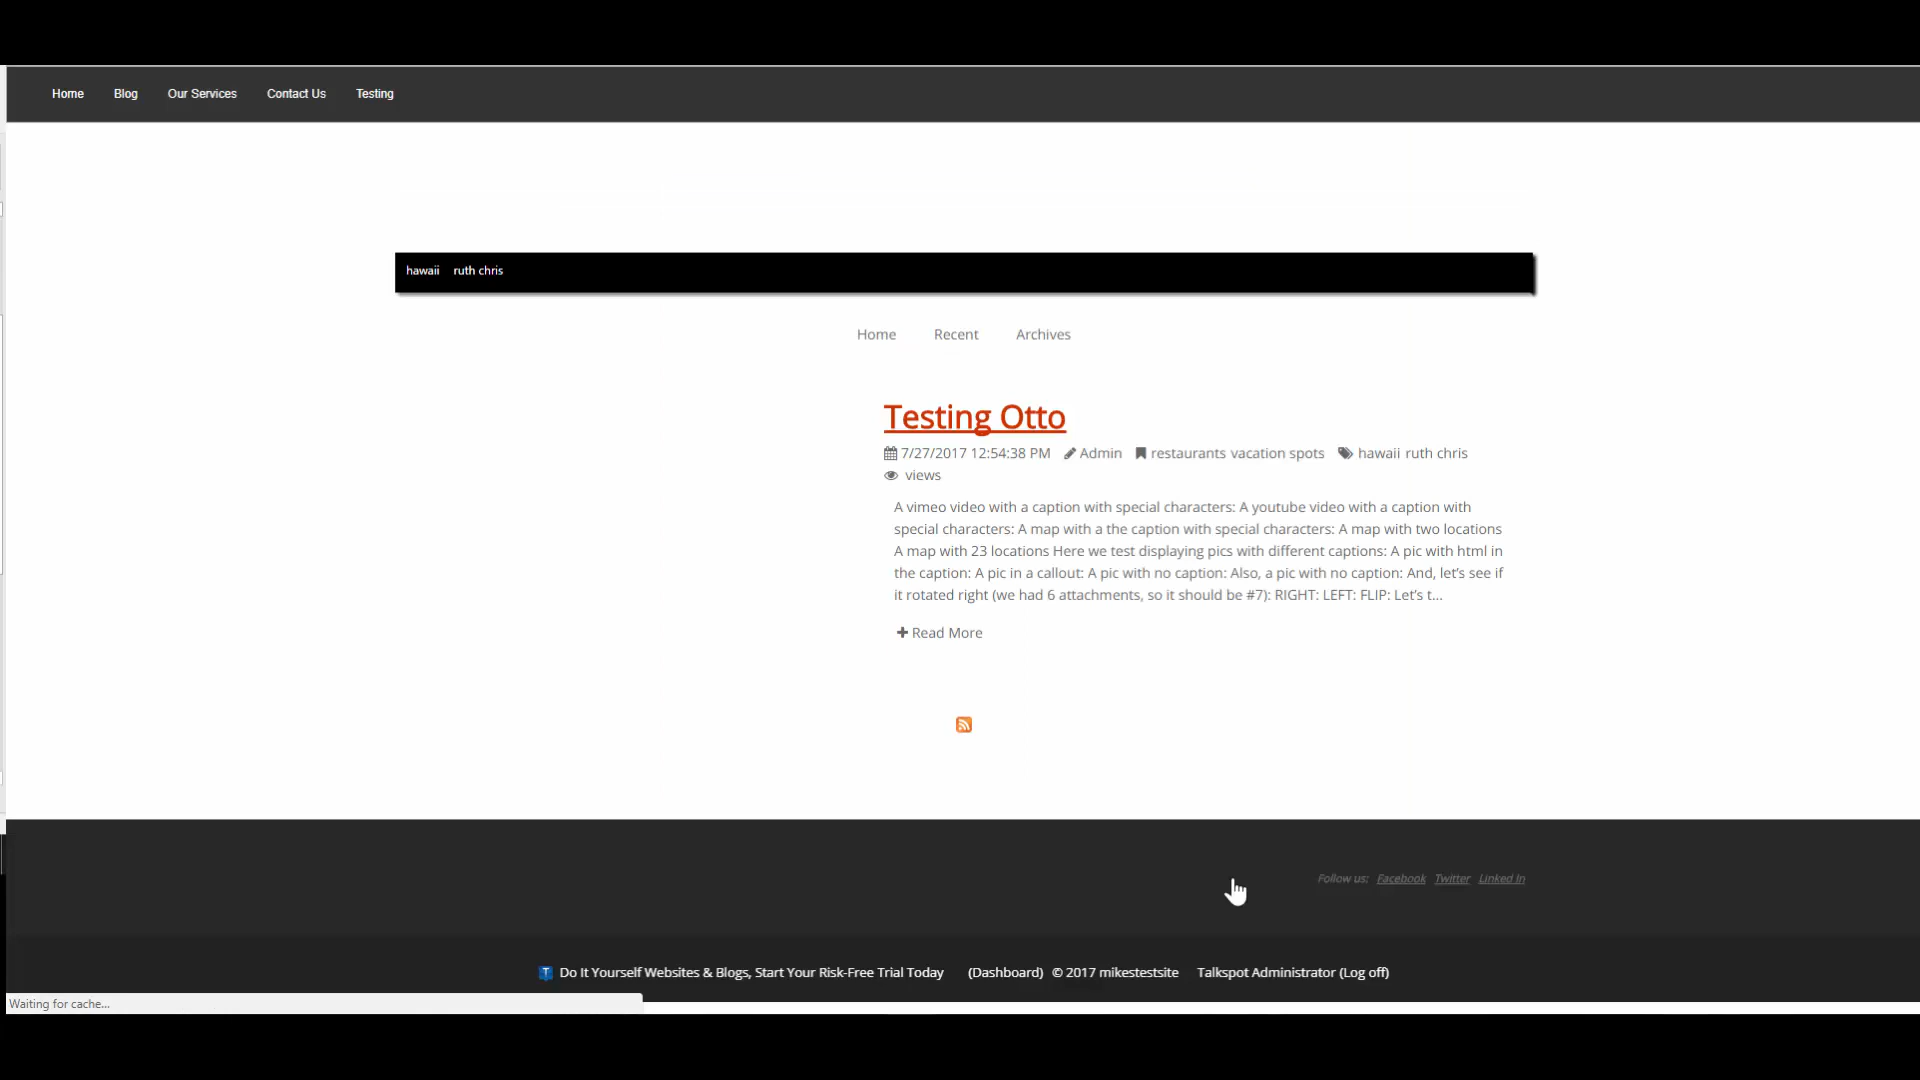 Home Blog Our Services Contact Us Testing
hawaii ruth chris
Home Recent Archives
Testing Otto
7/27/2017 12:54:38 PM Admin restaurants vacation spots hawaii ruth chris
views
A vimeo video with a caption with special characters: A youtube video with a caption with
special characters: A map with a the caption with special characters: A map with two locations
A map with 23 locations Here we test displaying pics with different captions: A pic with html in
the caption: A pic in a callout: A pic with no caption: Also, a pic with no caption: And, let's see if
it rotated right (we had 6 attachments, so it should be #7): RIGHT: LEFT: FLIP: Let's t...
Read More
Follow us: Facebook Twitter Linked In
Do It Yourself Websites & Blogs, Start Your Risk-Free Trial Today (Dashboard) © 2017 mikestestsite Talkspot Administrator (Log off)
Waiting for cache...